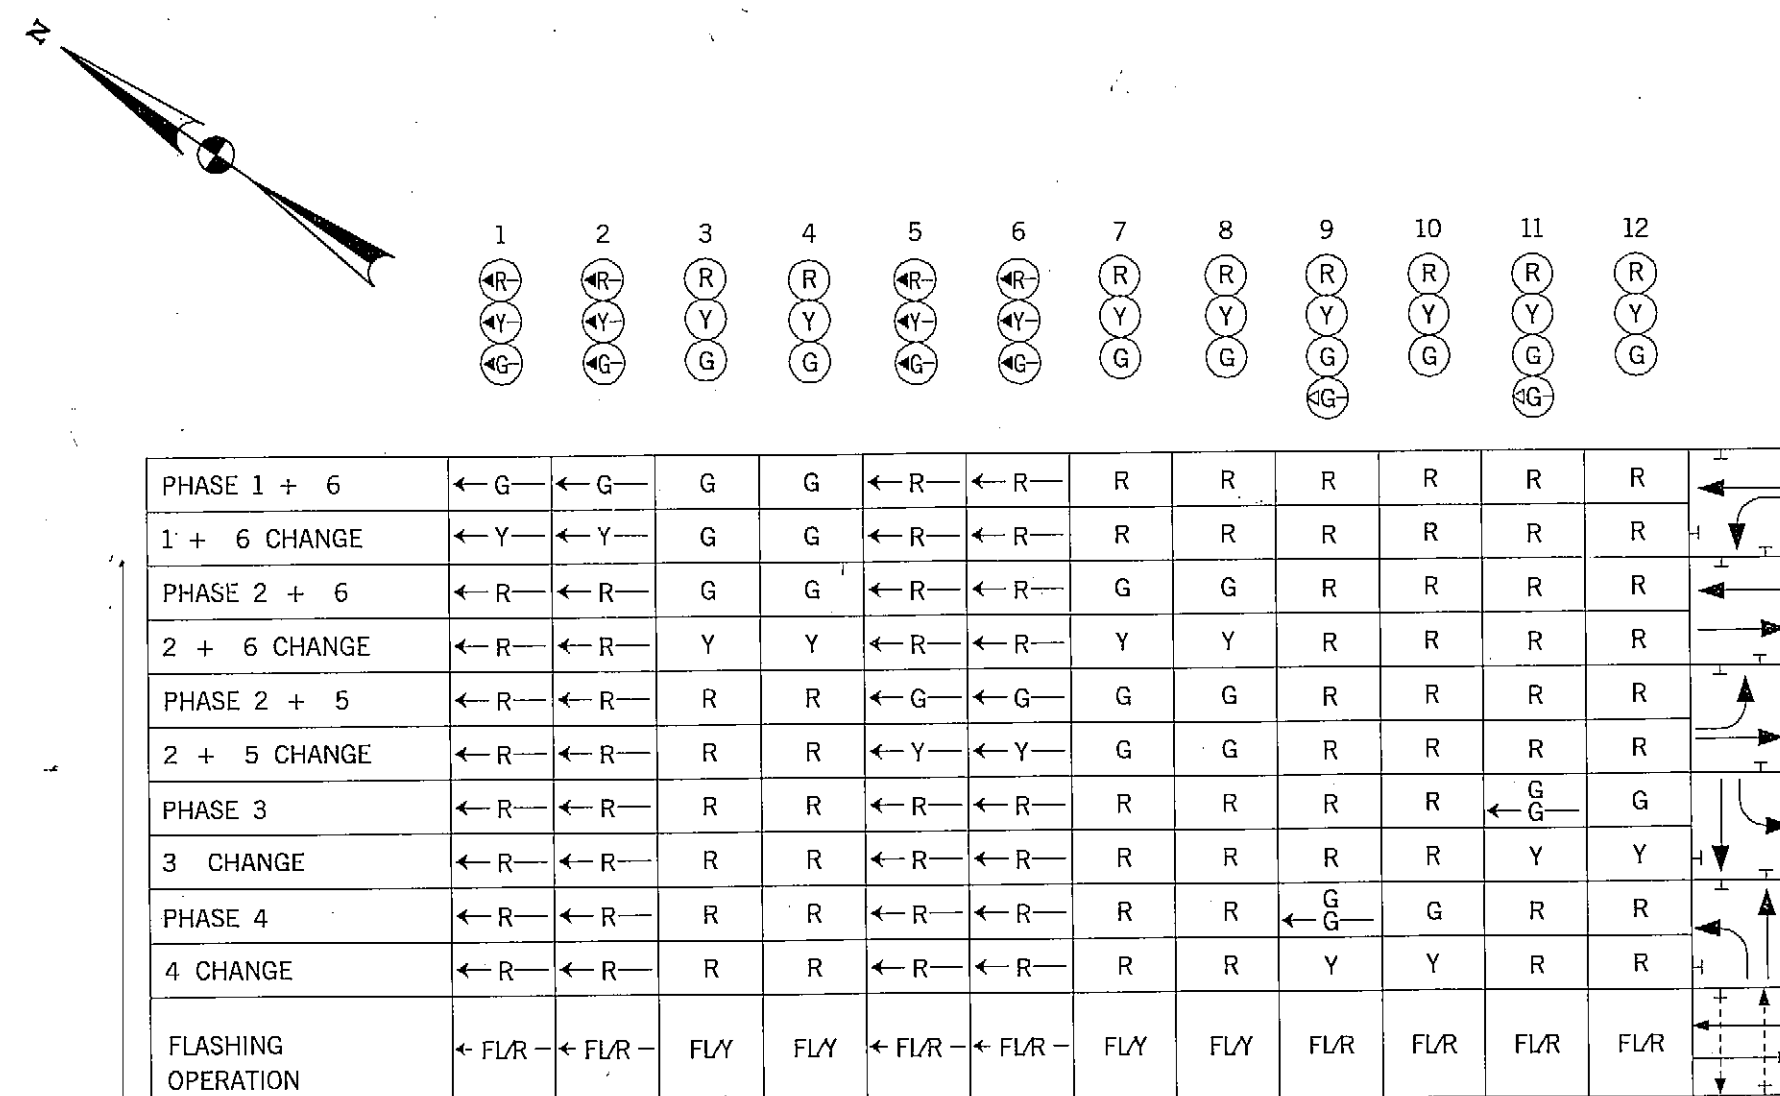 N
1 2 3 4 5 6 7 8 9 10 11 12
←R- ←R- R R ←R- ←R- R R R R R R
←Y- ←Y- Y Y ←Y- ←Y- Y Y Y Y Y Y
←G- ←G- G G ←G- ←G- G G G G G G
←G- ←G-
PHASE 1 + 6 ←G— ←G— G G ←R— ←R— R R R R R R
1 + 6 CHANGE ←Y— ←Y— G G ←R— ←R— R R R R R R
PHASE 2 + 6 ←R— ←R— G G ←R— ←R— G G R R R R
2 + 6 CHANGE ←R— ←R— Y Y ←R— ←R— Y Y R R R R
PHASE 2 + 5 ←R— ←R— R R ←G— ←G— G G R R R R
2 + 5 CHANGE ←R— ←R— R R ←Y— ←Y— G G R R R R
PHASE 3 ←R— ←R— R R ←R— ←R— R R R R G ←G— G
3 CHANGE ←R— ←R— R R ←R— ←R— R R R R Y Y
PHASE 4 ←R— ←R— R R ←R— ←R— R R G ←G— G R R
4 CHANGE ←R— ←R— R R ←R— ←R— R R Y Y R R
FLASHING ←FL/R- ←FL/R- FL/Y FL/Y ←FL/R- ←FL/R- FL/Y FL/Y FL/R FL/R FL/R FL/R
OPERATION